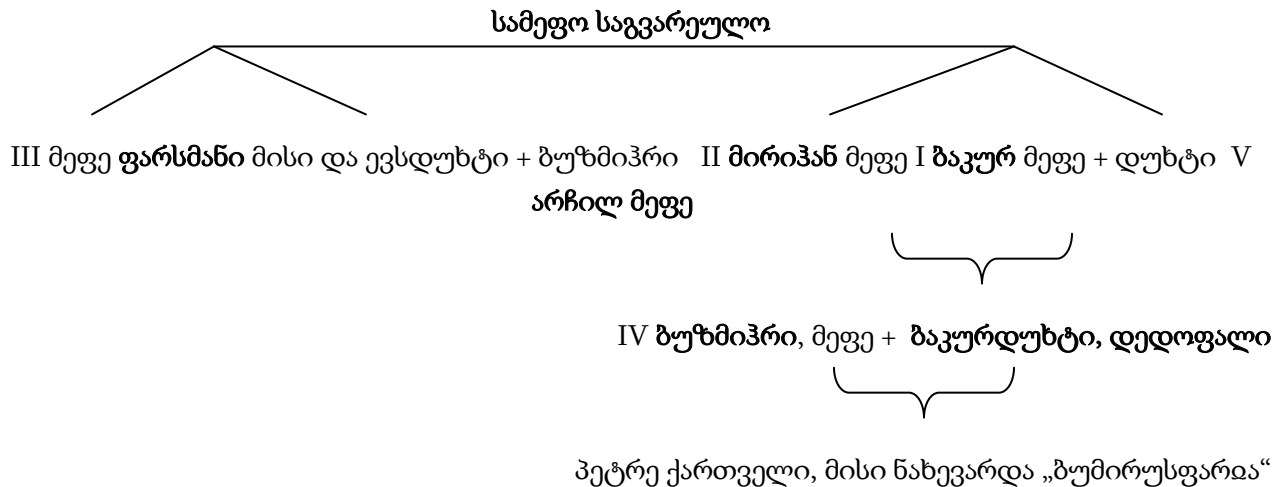 სამეფო საგვარეულო
III მეფე ფარსმანი მისი და ევსდუხტი + ბუზმიჰრი II მირიჰან მეფე I ბაკურ მეფე + დუხტი V
არჩილ მეფე
IV ბუზმიჰრი, მეფე + ბაკურდუხტი, დედოფალი
პეტრე ქართველი, მისი ნახევარდა „ბუმირუსფარჲა“